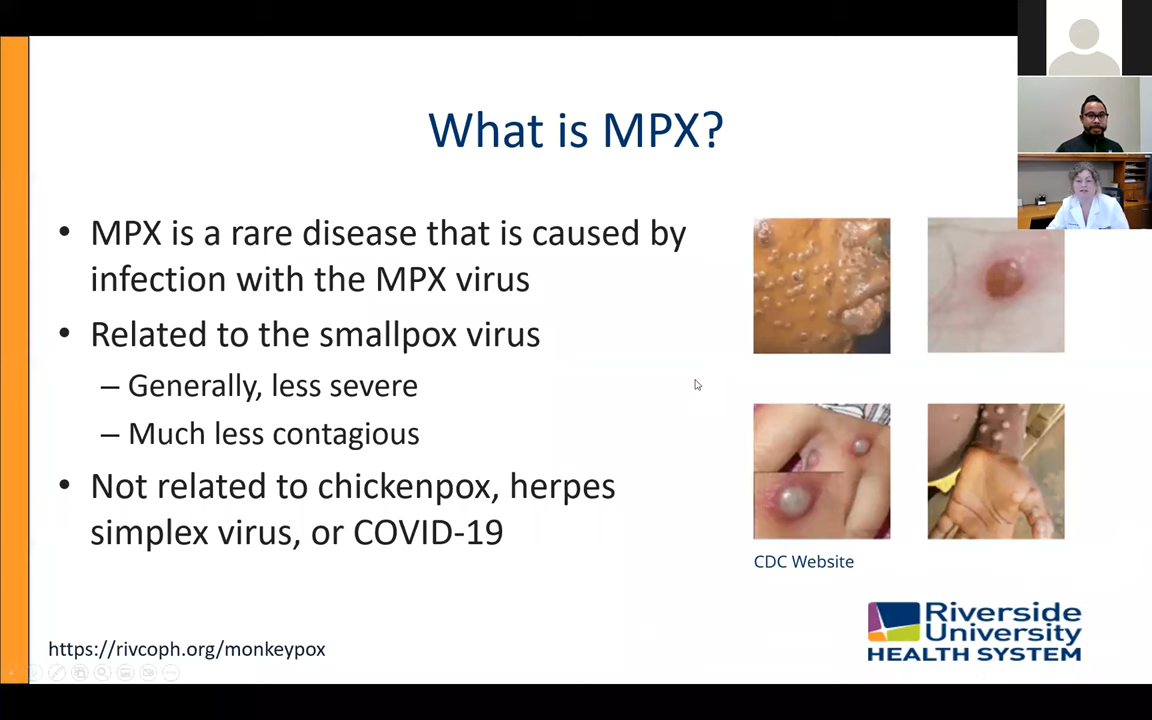 What is MPX?
• MPX is a rare disease that is caused by
infection with the MPX virus
• Related to the smallpox virus
– Generally, less severe
– Much less contagious
• Not related to chickenpox, herpes
simplex virus, or COVID-19
CDC Website
Riverside
University
HEALTH SYSTEM
https://rivcoph.org/monkeypox